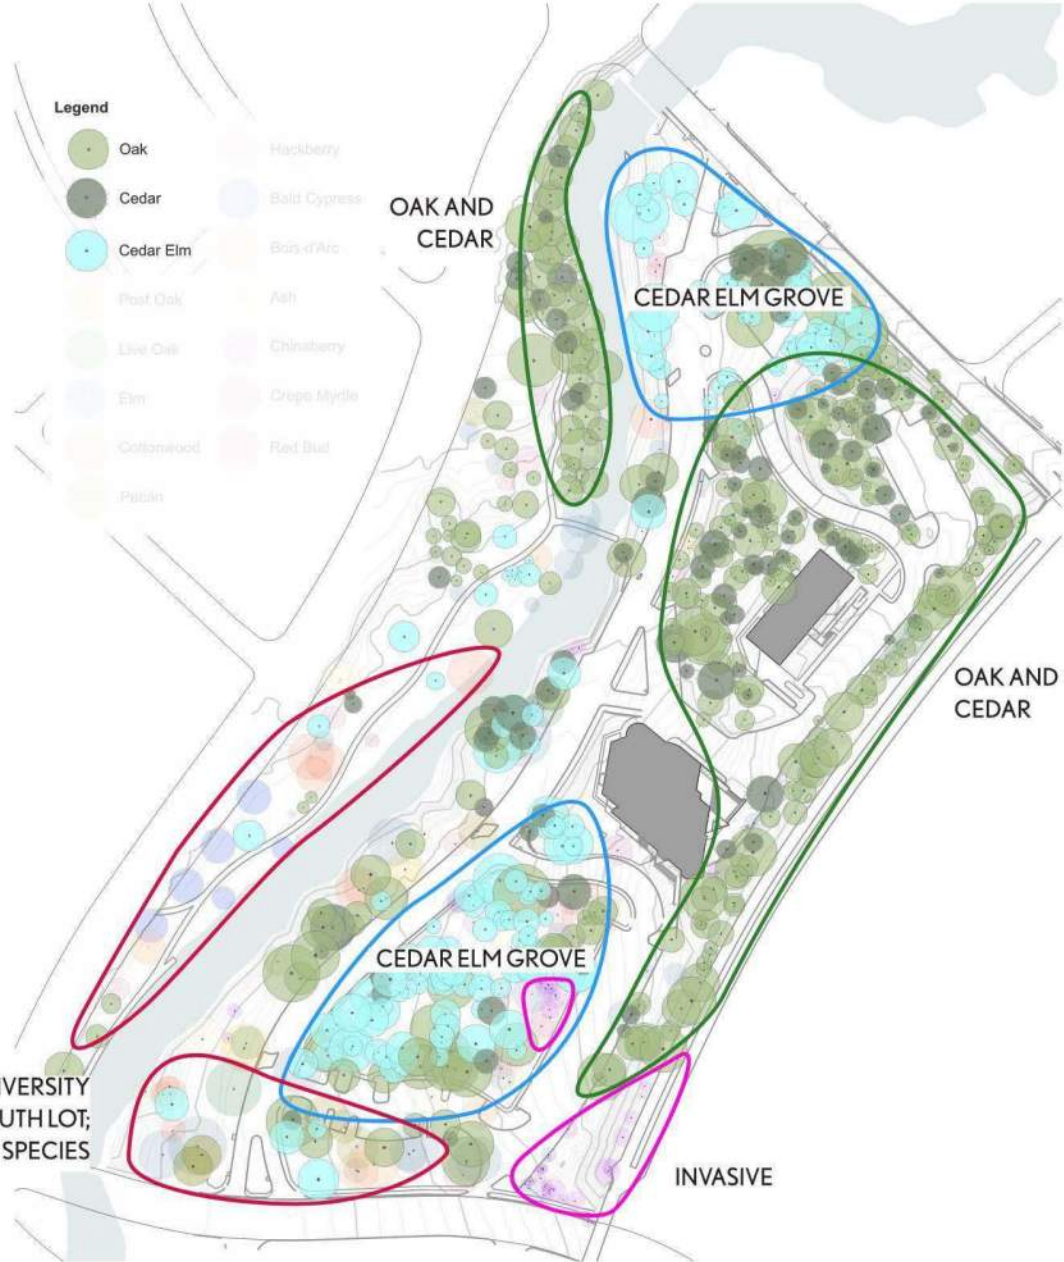 Legend
Oak
Cedar
Cedar Elm
Post Oak
Live Oak
Elm
Cottonwood
Pecan
Hackberry
Bald Cypress
Bois-d'Arc
Ash
Chinaberry
Crepe Myrtle
Red Bud
OAK AND
CEDAR
CEDAR ELM GROVE
OAK AND
CEDAR
CEDAR ELM GROVE
LOT;
SPECIES
INVASIVE